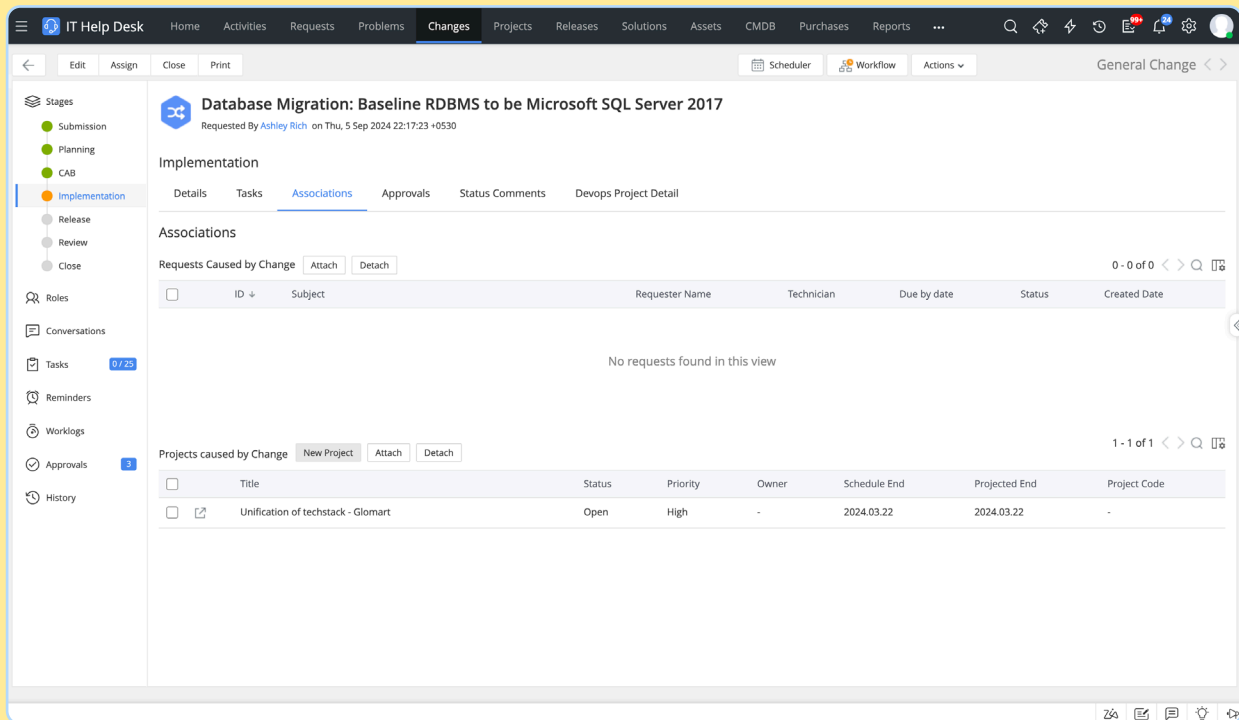 IT Help Desk Home Activities Requests Problems Changes Projects Releases Solutions Assets CMDB Purchases Reports ... 99+ 24
Edit Assign Close Print Scheduler Workflow Actions General Change
Stages
Submission
Planning
CAB
Implementation
Release
Review
Close
Roles
Conversations
Tasks 0 / 25
Reminders
Worklogs
Approvals 3
History
Database Migration: Baseline RDBMS to be Microsoft SQL Server 2017
Requested By Ashley Rich on Thu, 5 Sep 2024 22:17:23 +0530
Implementation
Details Tasks Associations Approvals Status Comments Devops Project Detail
Associations
Requests Caused by Change Attach Detach 0 - 0 of 0
ID Subject Requester Name Technician Due by date Status Created Date
No requests found in this view
Projects caused by Change New Project Attach Detach 1 - 1 of 1
Title Status Priority Owner Schedule End Projected End Project Code
Unification of techstack - Glomart Open High - 2024.03.22 2024.03.22 -